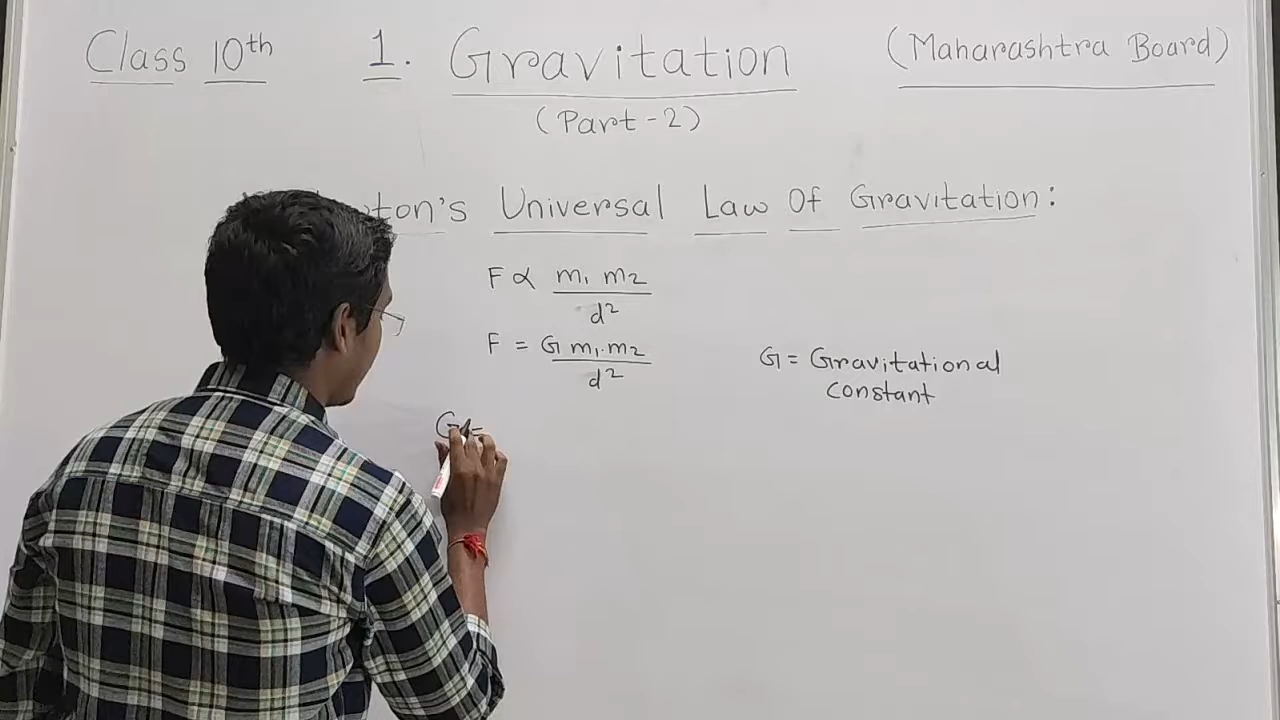 Class 10th 1. Gravitation (Maharashtra Board)
(Part-2)
Universal Law Of Gravitation:
F ∝ m1 m2
d²
F = G m1.m2
d²
G = Gravitational
constant
G =